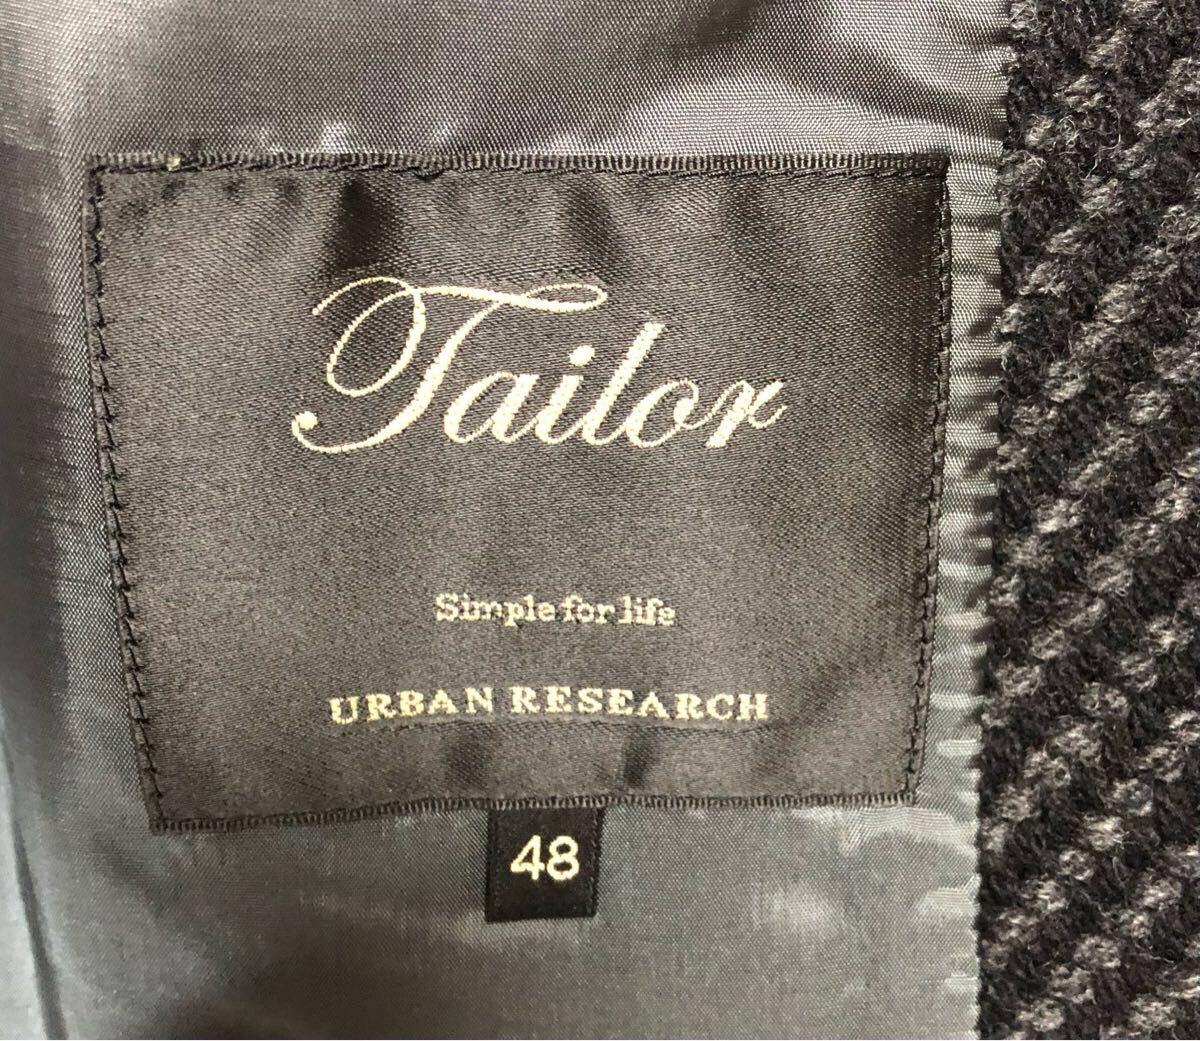 Tailor
Simple for life
URBAN RESEARCH
48